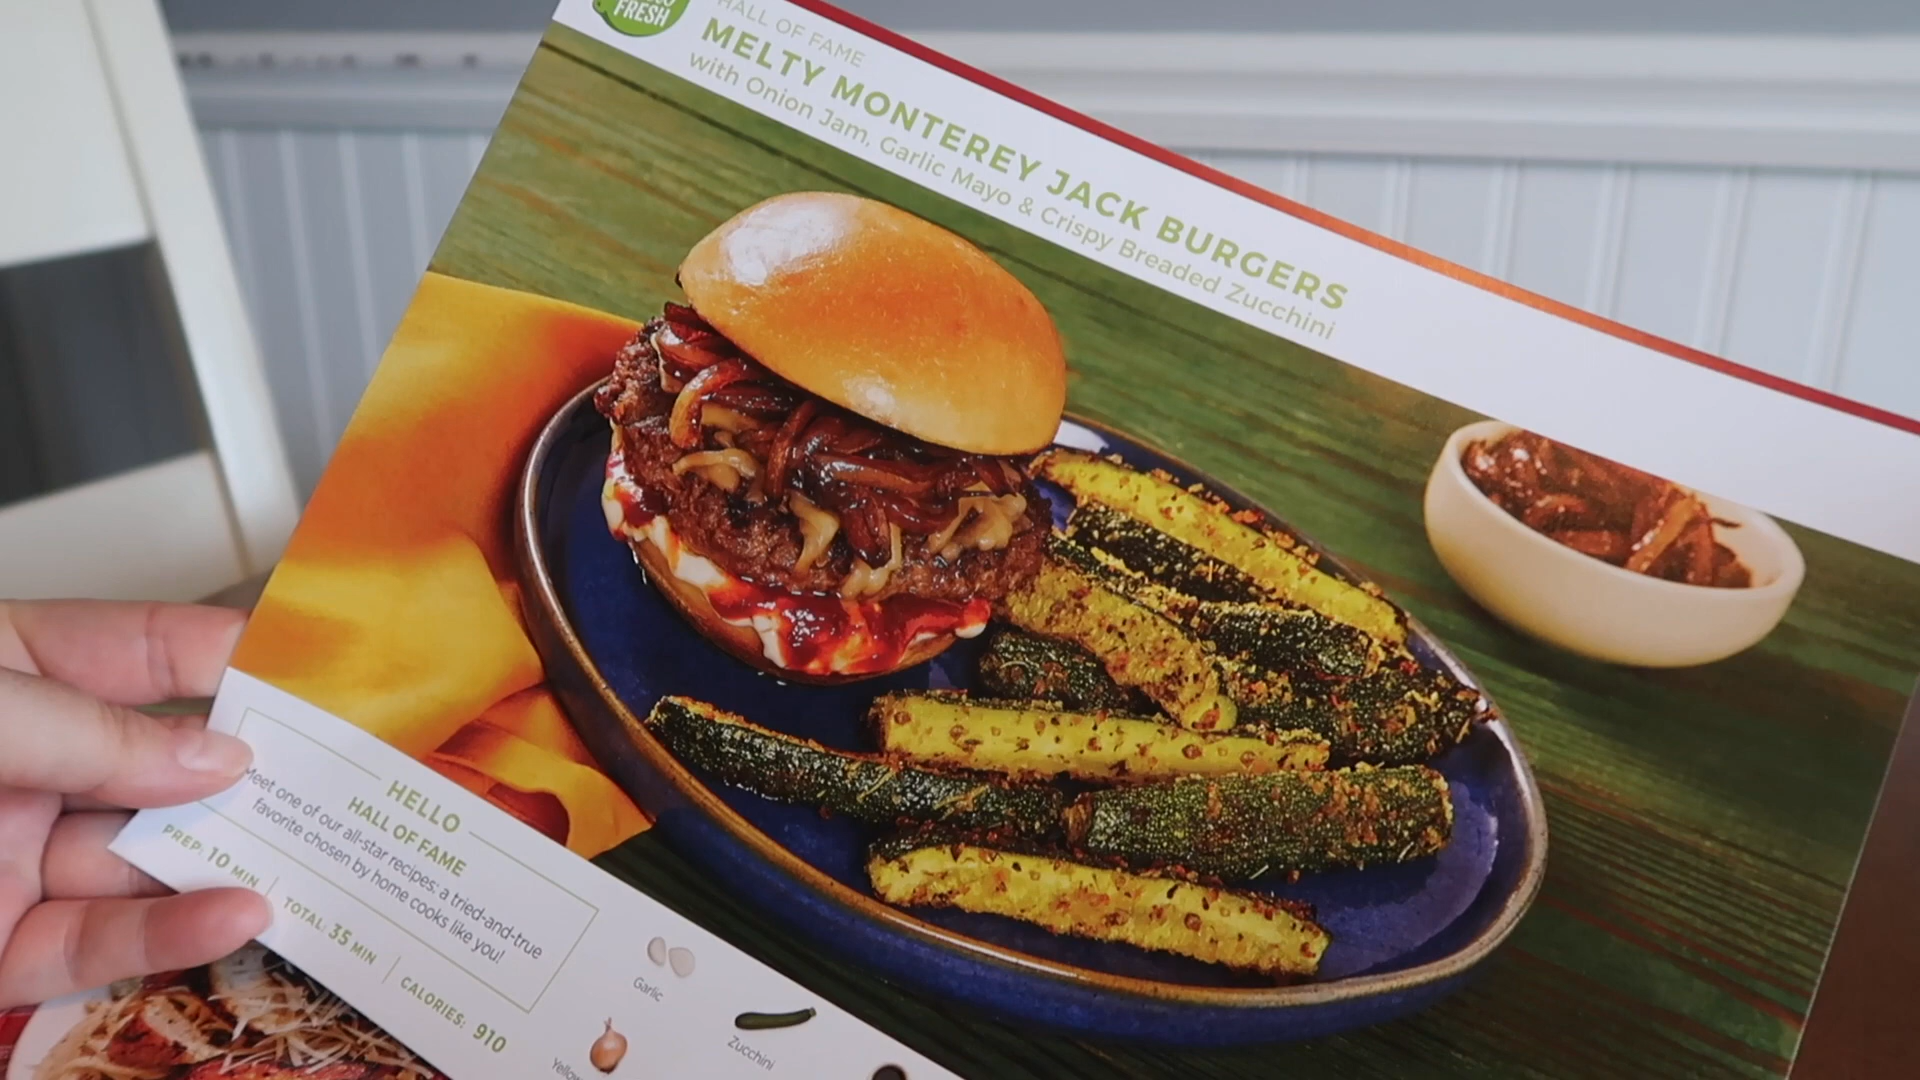 FRESH
HALL OF FAME
MELTY MONTEREY JACK BURGERS
with Onion Jam, Garlic Mayo & Crispy Breaded Zucchini
HELLO
HALL OF FAME
Meet one of our all-star recipes: a tried-and-true
favorite chosen by home cooks like you!
PREP: 10 MIN
TOTAL: 35 MIN
CALORIES: 910
Garlic
Zucchini
Yellow